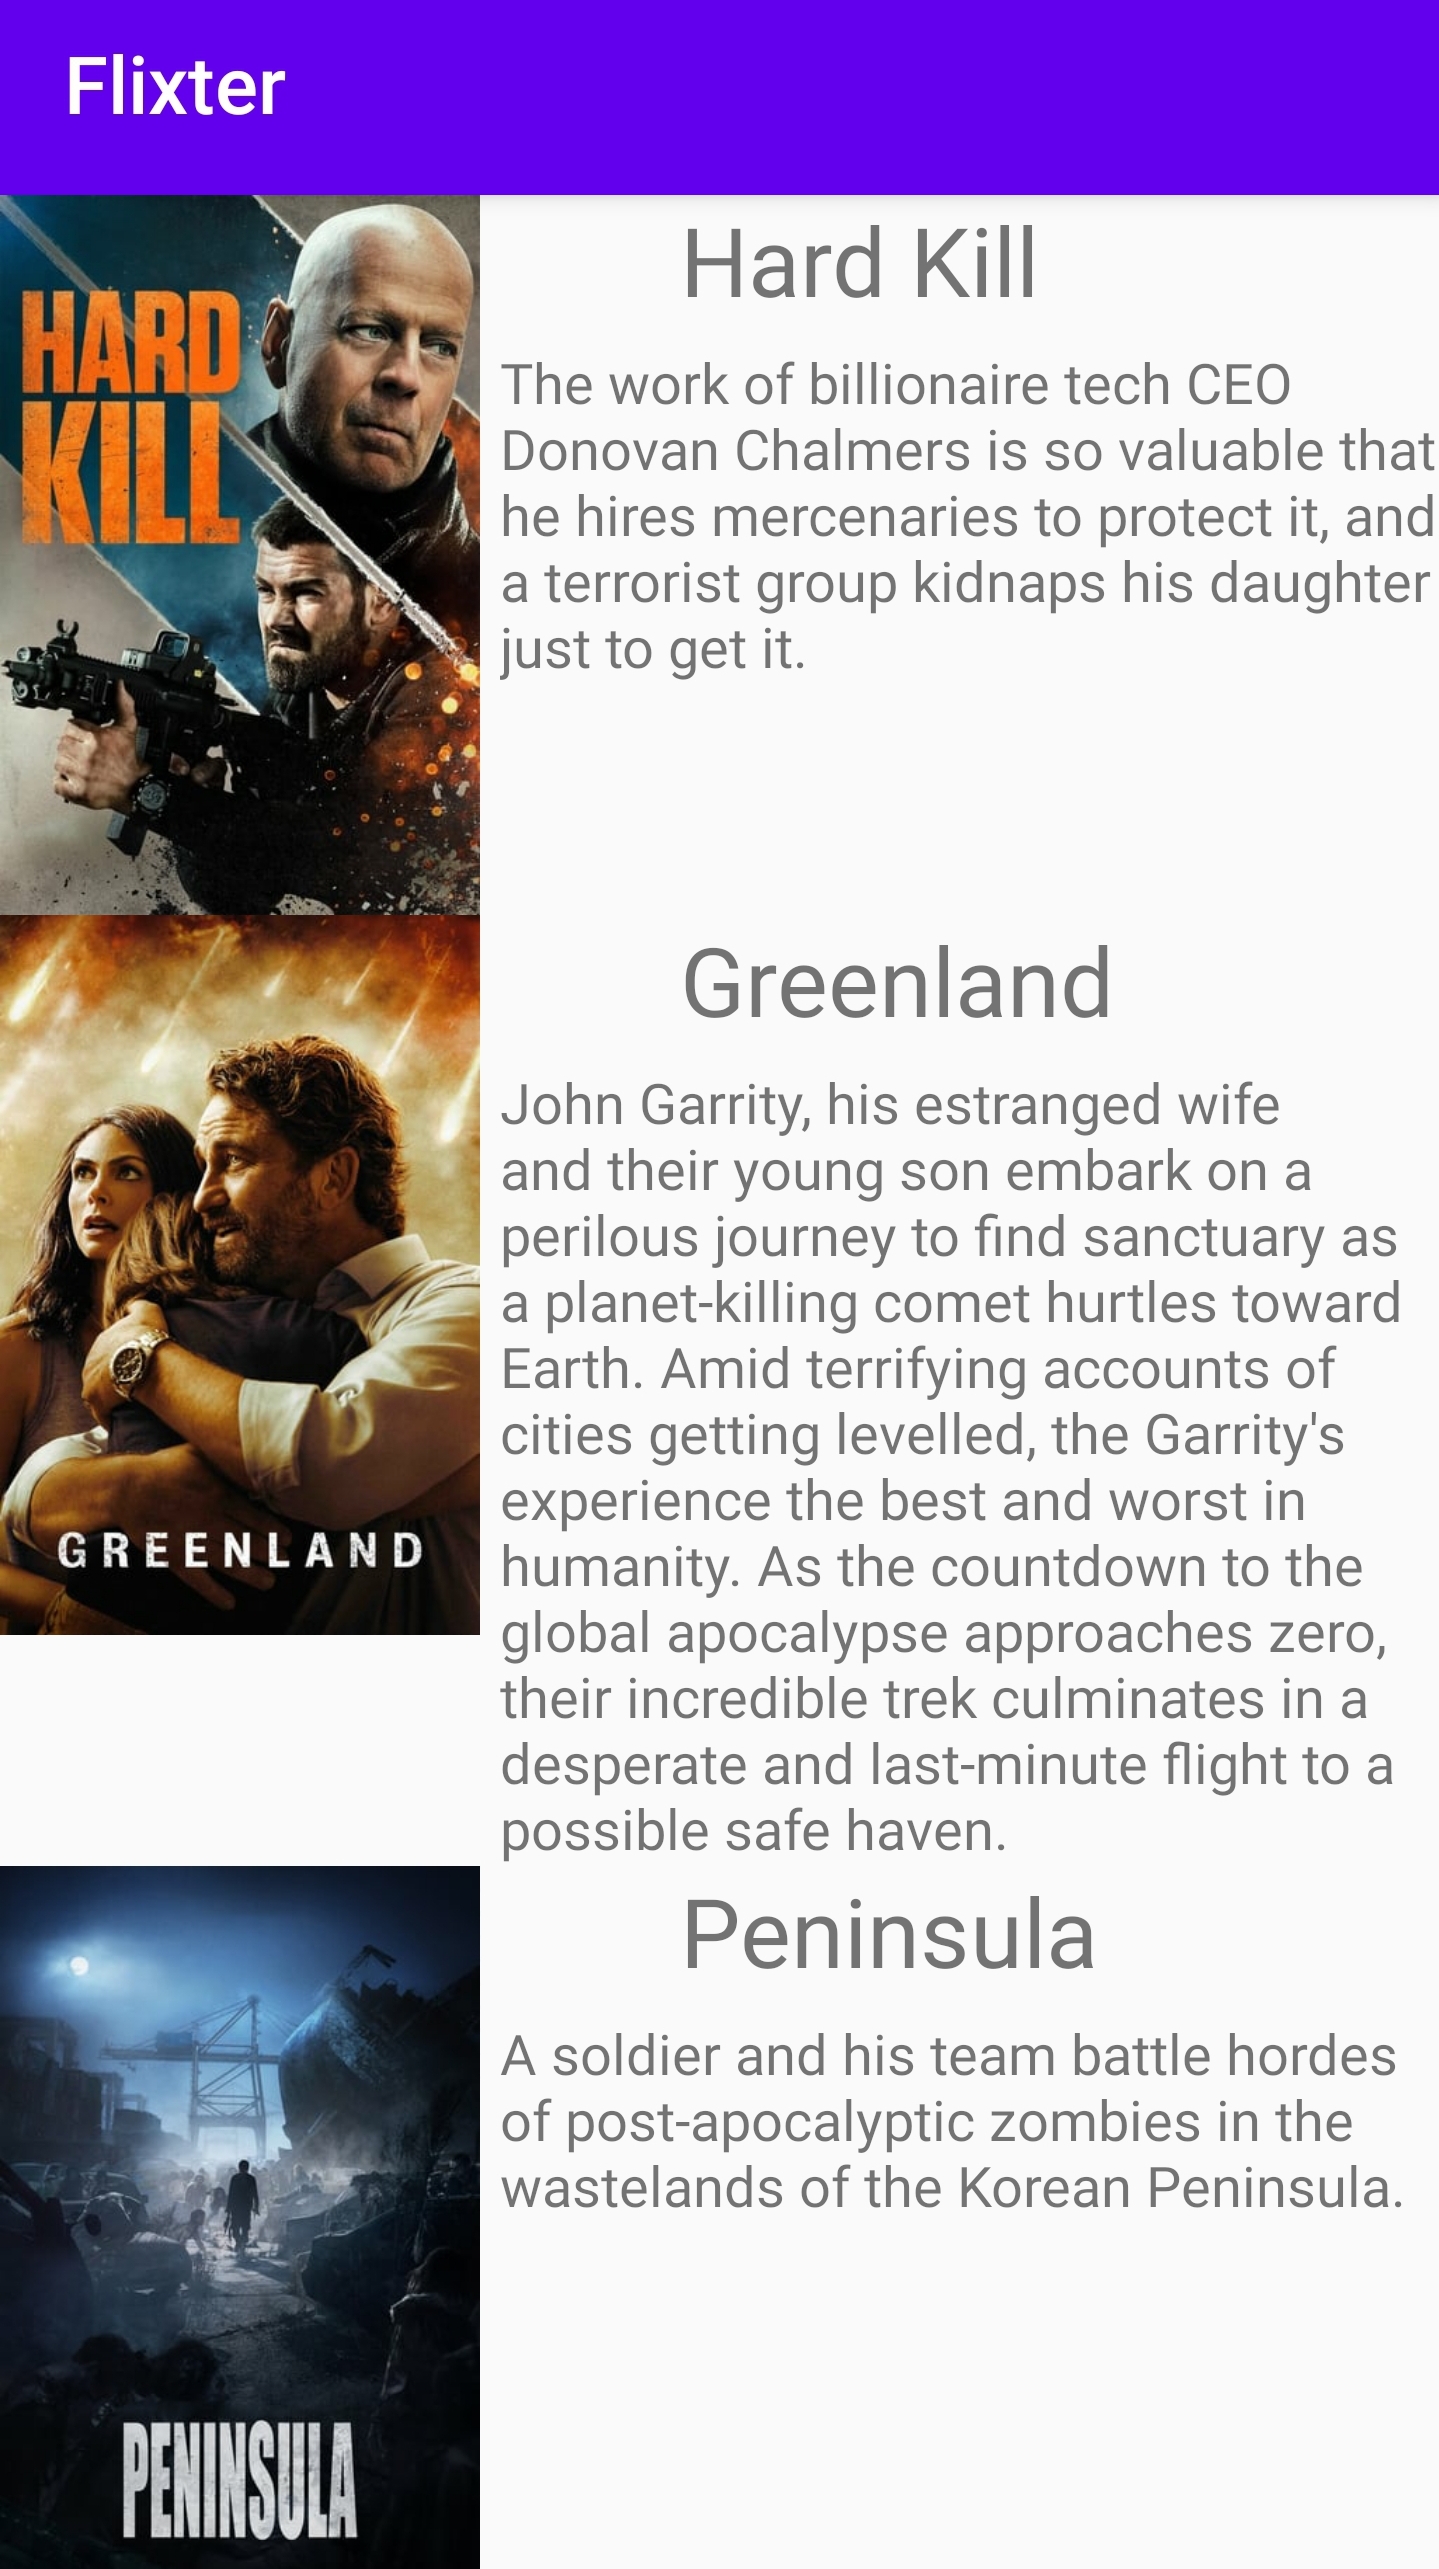 Flixter
HARD
KILL
Hard Kill
The work of billionaire tech CEO
Donovan Chalmers is so valuable that
he hires mercenaries to protect it, and
a terrorist group kidnaps his daughter
just to get it.
GREENLAND
Greenland
John Garrity, his estranged wife
and their young son embark on a
perilous journey to find sanctuary as
a planet-killing comet hurtles toward
Earth. Amid terrifying accounts of
cities getting levelled, the Garrity's
experience the best and worst in
humanity. As the countdown to the
global apocalypse approaches zero,
their incredible trek culminates in a
desperate and last-minute flight to a
possible safe haven.
PENINSULA
Peninsula
A soldier and his team battle hordes
of post-apocalyptic zombies in the
wastelands of the Korean Peninsula.